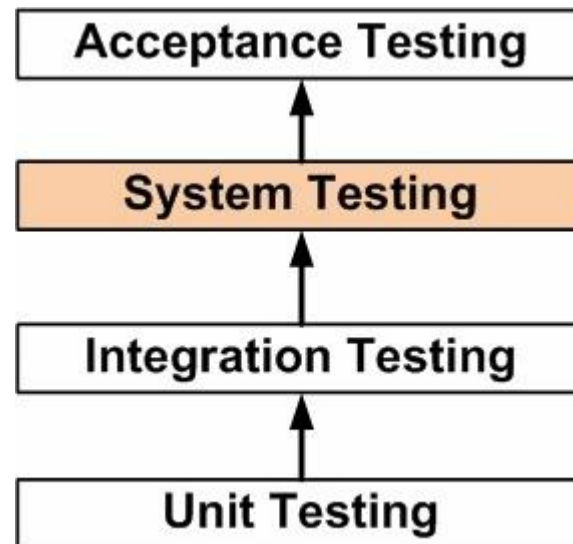 Acceptance Testing
System Testing
Integration Testing
Unit Testing